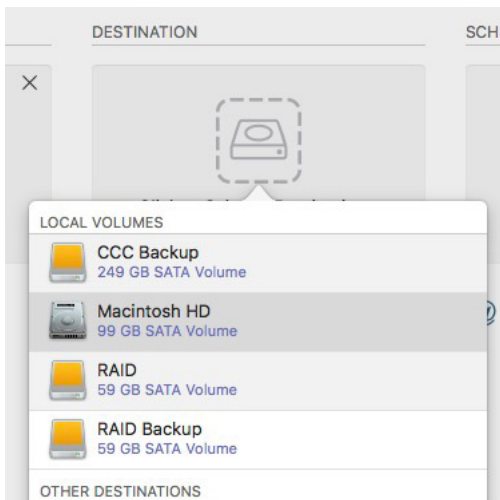 DESTINATION
SCH
LOCAL VOLUMES
CCC Backup
249 GB SATA Volume
Macintosh HD
99 GB SATA Volume
RAID
59 GB SATA Volume
RAID Backup
59 GB SATA Volume
OTHER DESTINATIONS